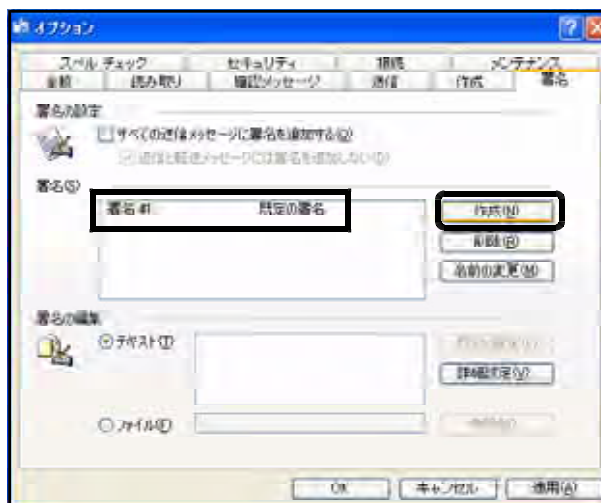 オプション
スペル チェック セキュリティ 接続 メンテナンス
全般 読み取り 確認メッセージ 送信 作成 署名
署名の設定
すべての送信メッセージに署名を追加する(Q)
返信と転送メッセージには署名を追加しない(D)
署名(S)
署名 #1 既定の署名
作成(N)
削除(R)
名前の変更(M)
署名の編集
テキスト(T)
詳細設定(V)
ファイル(E)
OK キャンセル 適用(A)